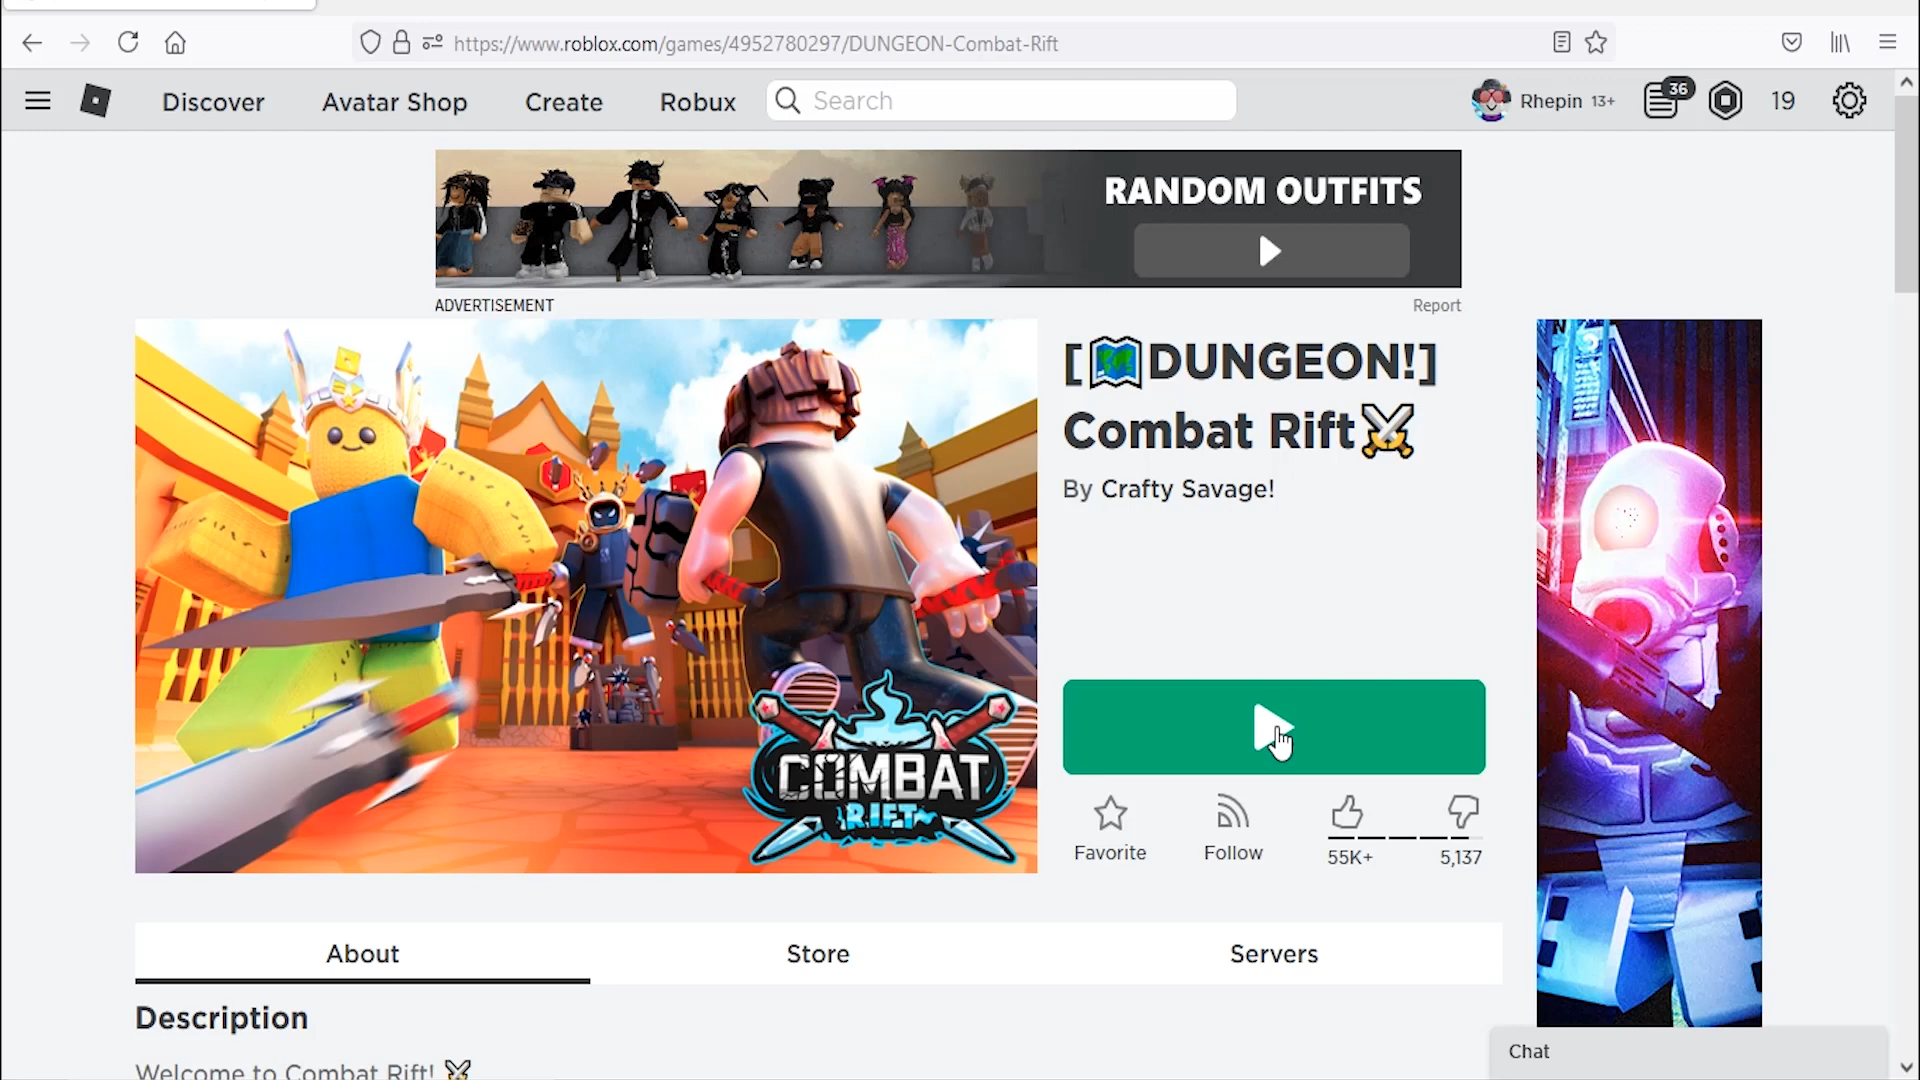 https://www.roblox.com/games/4952780297/DUNGEON-Combat-Rift
Discover
Avatar Shop
Create
Robux
Search
Rhepin 13+
36
19
RANDOM OUTFITS
ADVERTISEMENT
Report
[🗺️DUNGEON!]
Combat Rift⚔️
By Crafty Savage!
COMBAT
RIFT
Favorite
Follow
55K+
5,137
About
Store
Servers
Description
Welcome to Combat Rift! ⚔️
Chat